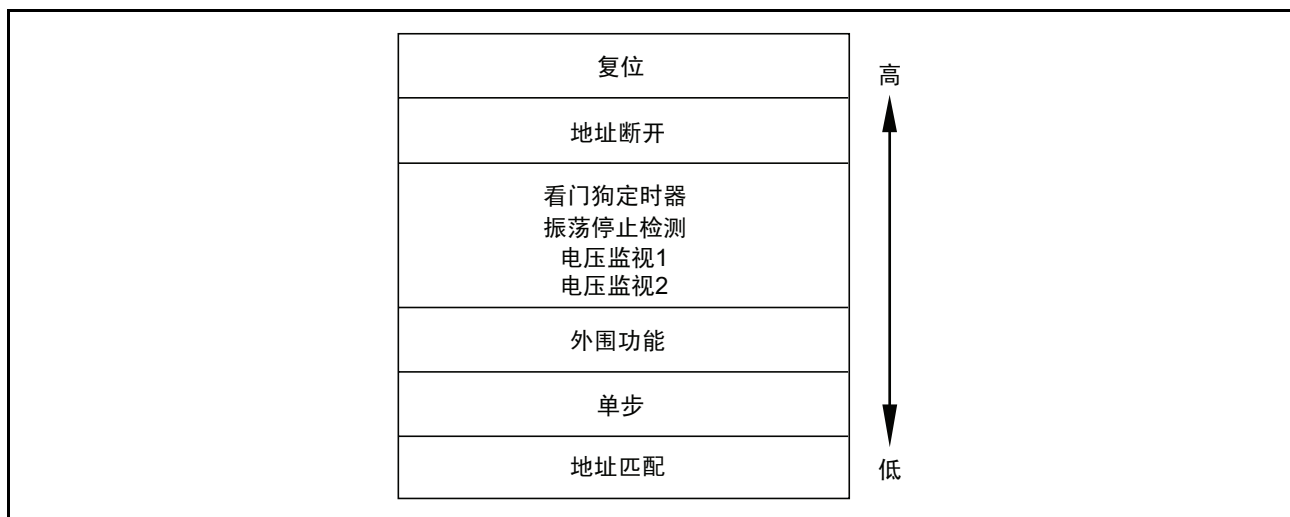 复位
高
地址断开
看门狗定时器
振荡停止检测
电压监视1
电压监视2
外围功能
单步
地址匹配
低